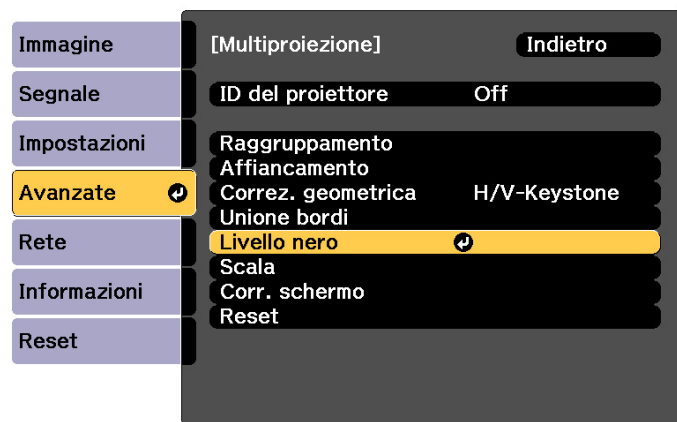 Immagine
Segnale
Impostazioni
Avanzate
Rete
Informazioni
Reset
[Multiproiezione] Indietro
ID del proiettore Off
Raggruppamento
Affiancamento
Correz. geometrica H/V-Keystone
Unione bordi
Livello nero
Scala
Corr. schermo
Reset